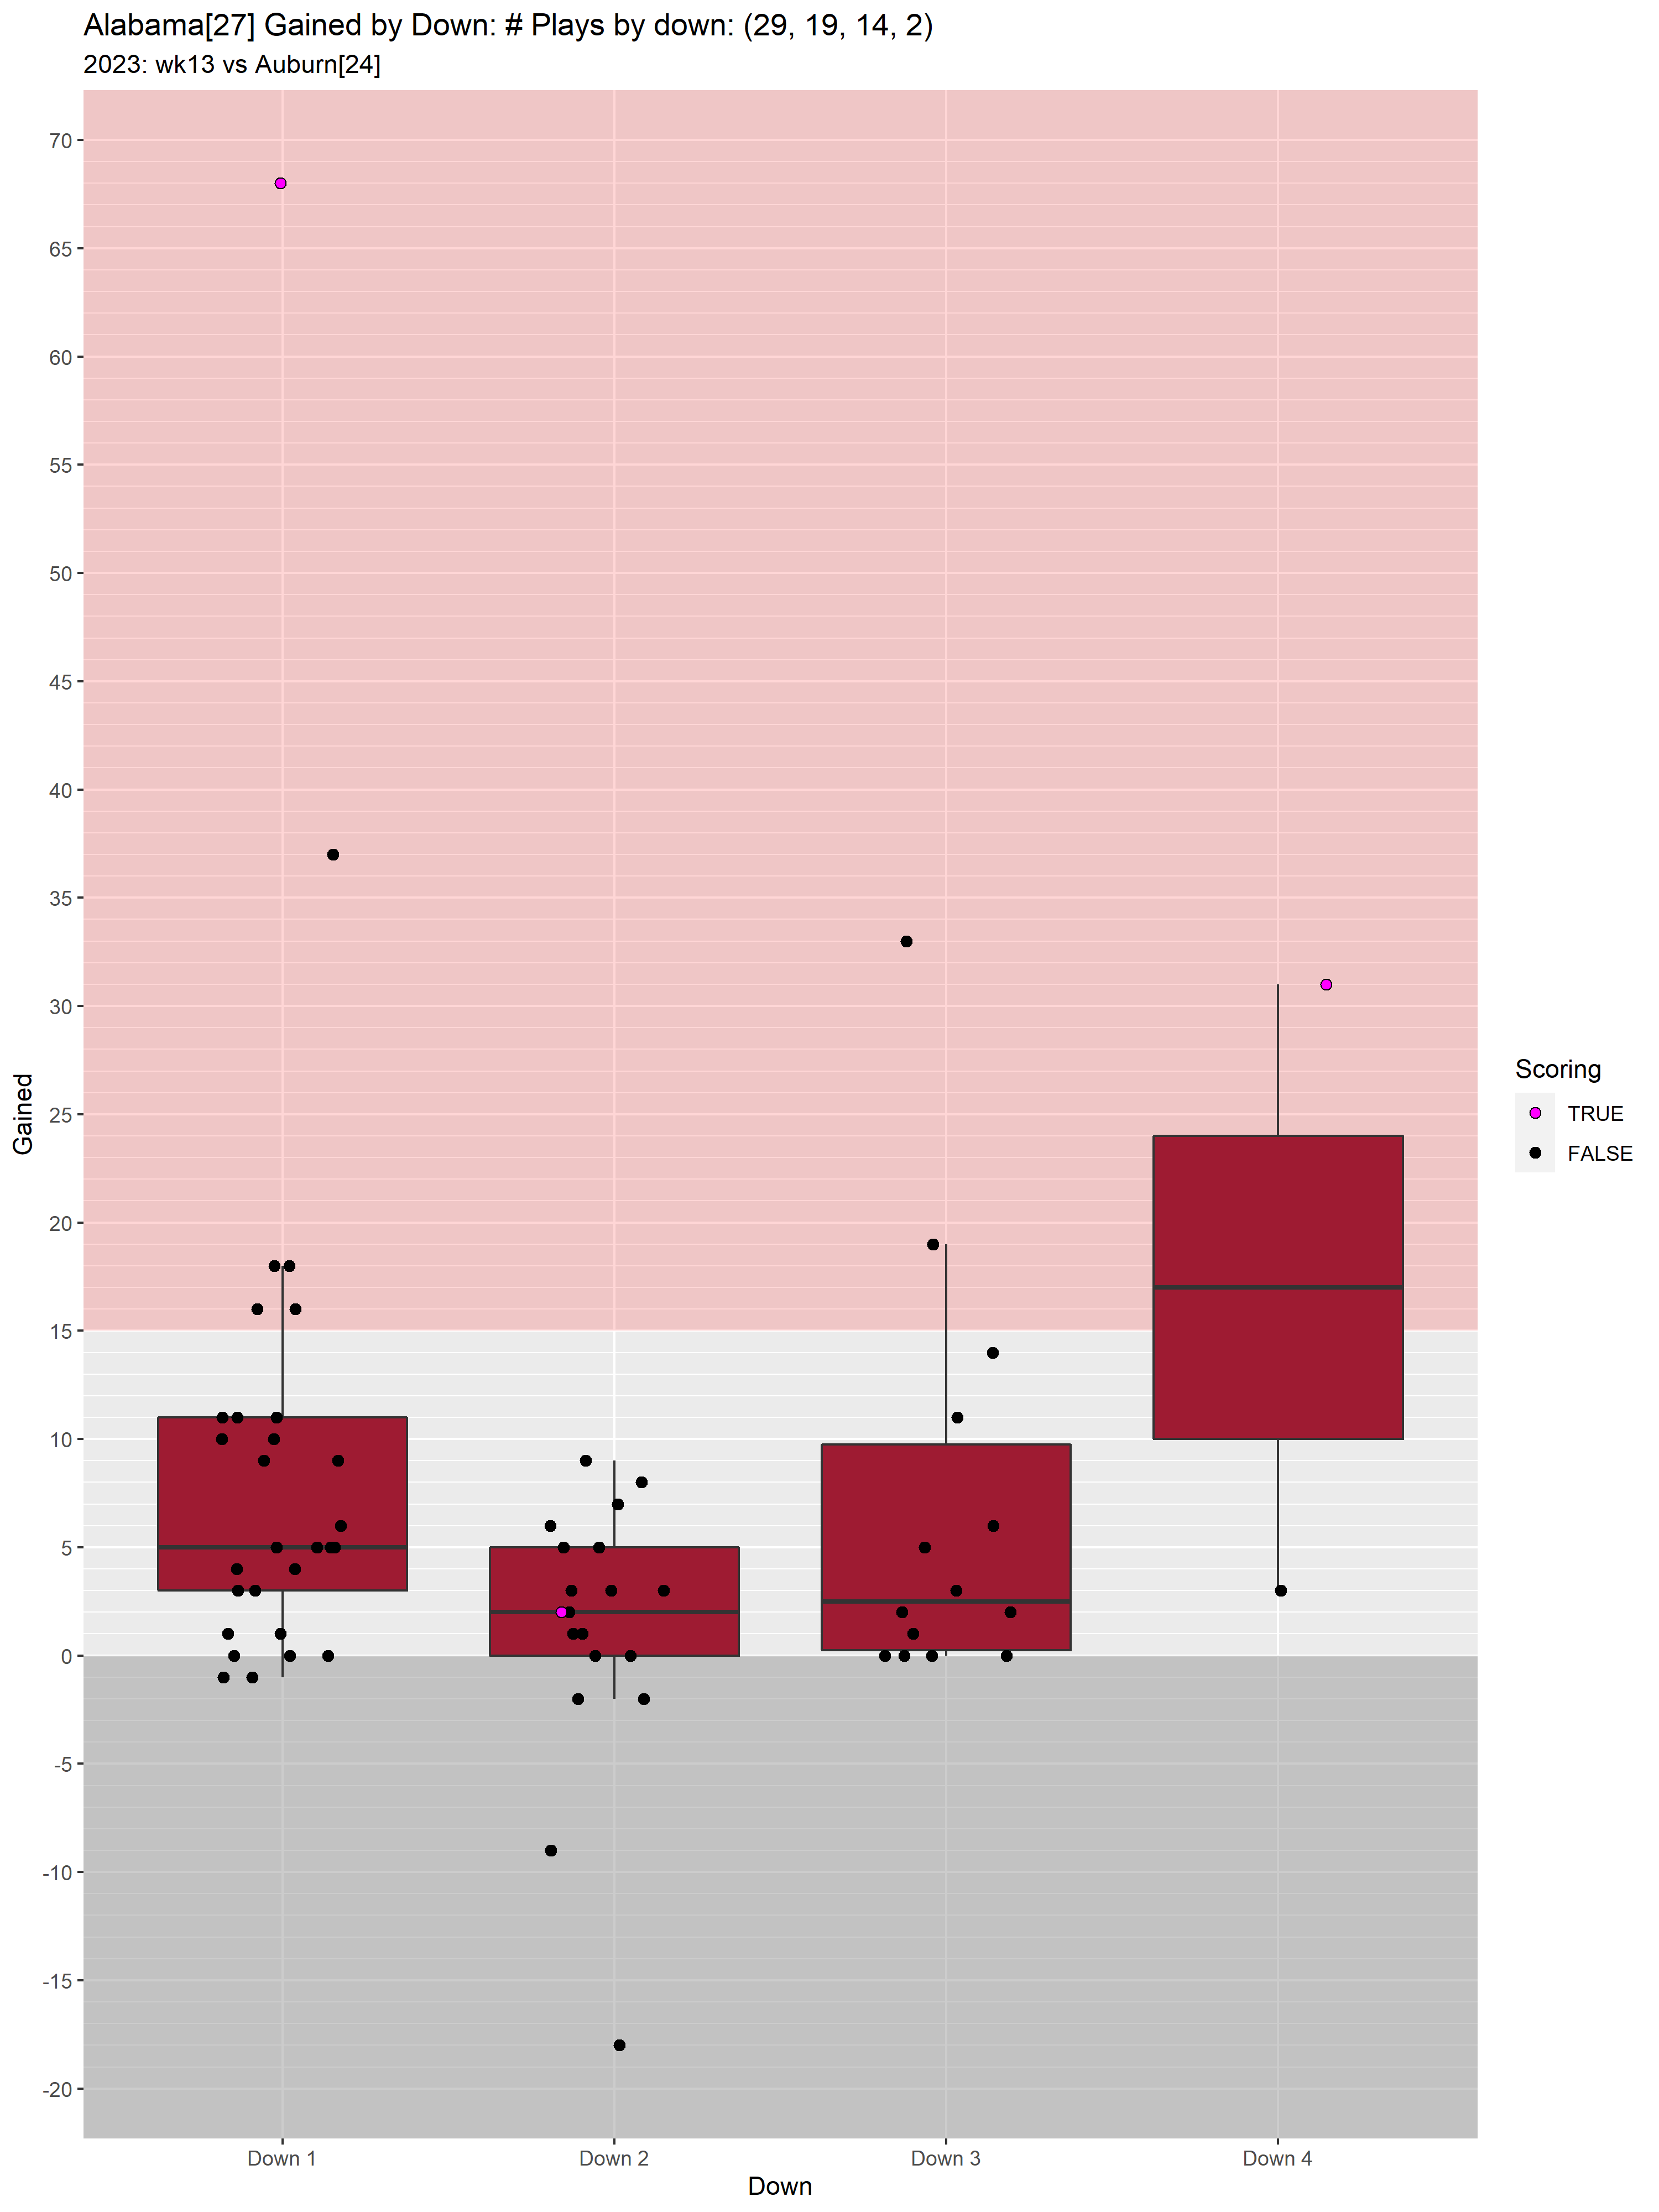 Alabama[27] Gained by Down: # Plays by down: (29, 19, 14, 2)
2023: wk13 vs Auburn[24]
70
65
60
55
50
45
40
35
30
25
20
15
10
5
0
-5
-10
-15
-20
Gained
Down 1
Down 2
Down 3
Down 4
Down
Scoring
TRUE
FALSE